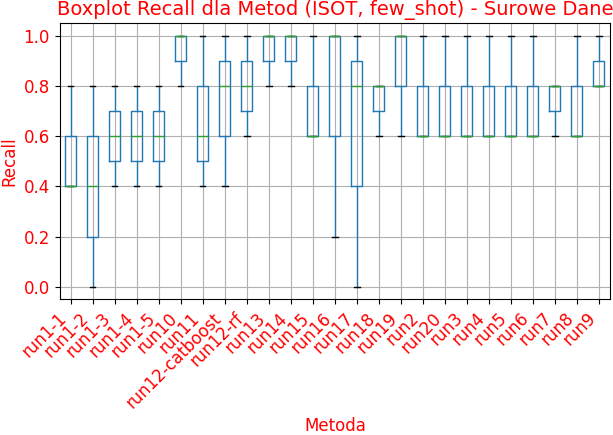 Boxplot Recall dla Metod (ISOT, few_shot) - Surowe Dane
Recall
1.0
0.8
0.6
0.4
0.2
0.0
run1-1
run1-2
run1-3
run1-4
run1-5
run10
run11
run12-catboost
run12-rf
run13
run14
run15
run16
run17
run18
run19
run2
run20
run3
run4
run5
run6
run7
run8
run9
Metoda